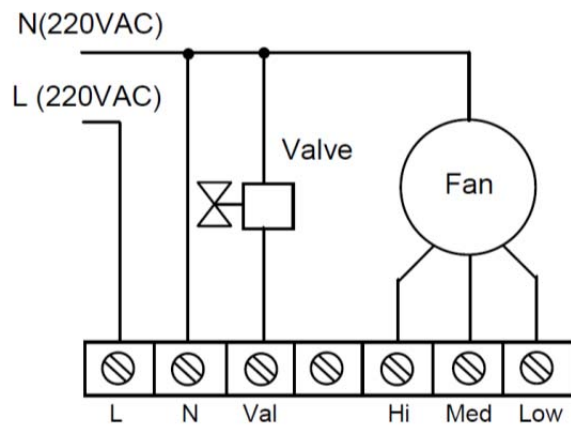 N(220VAC)
L (220VAC)
Valve
Fan
L N Val Hi Med Low